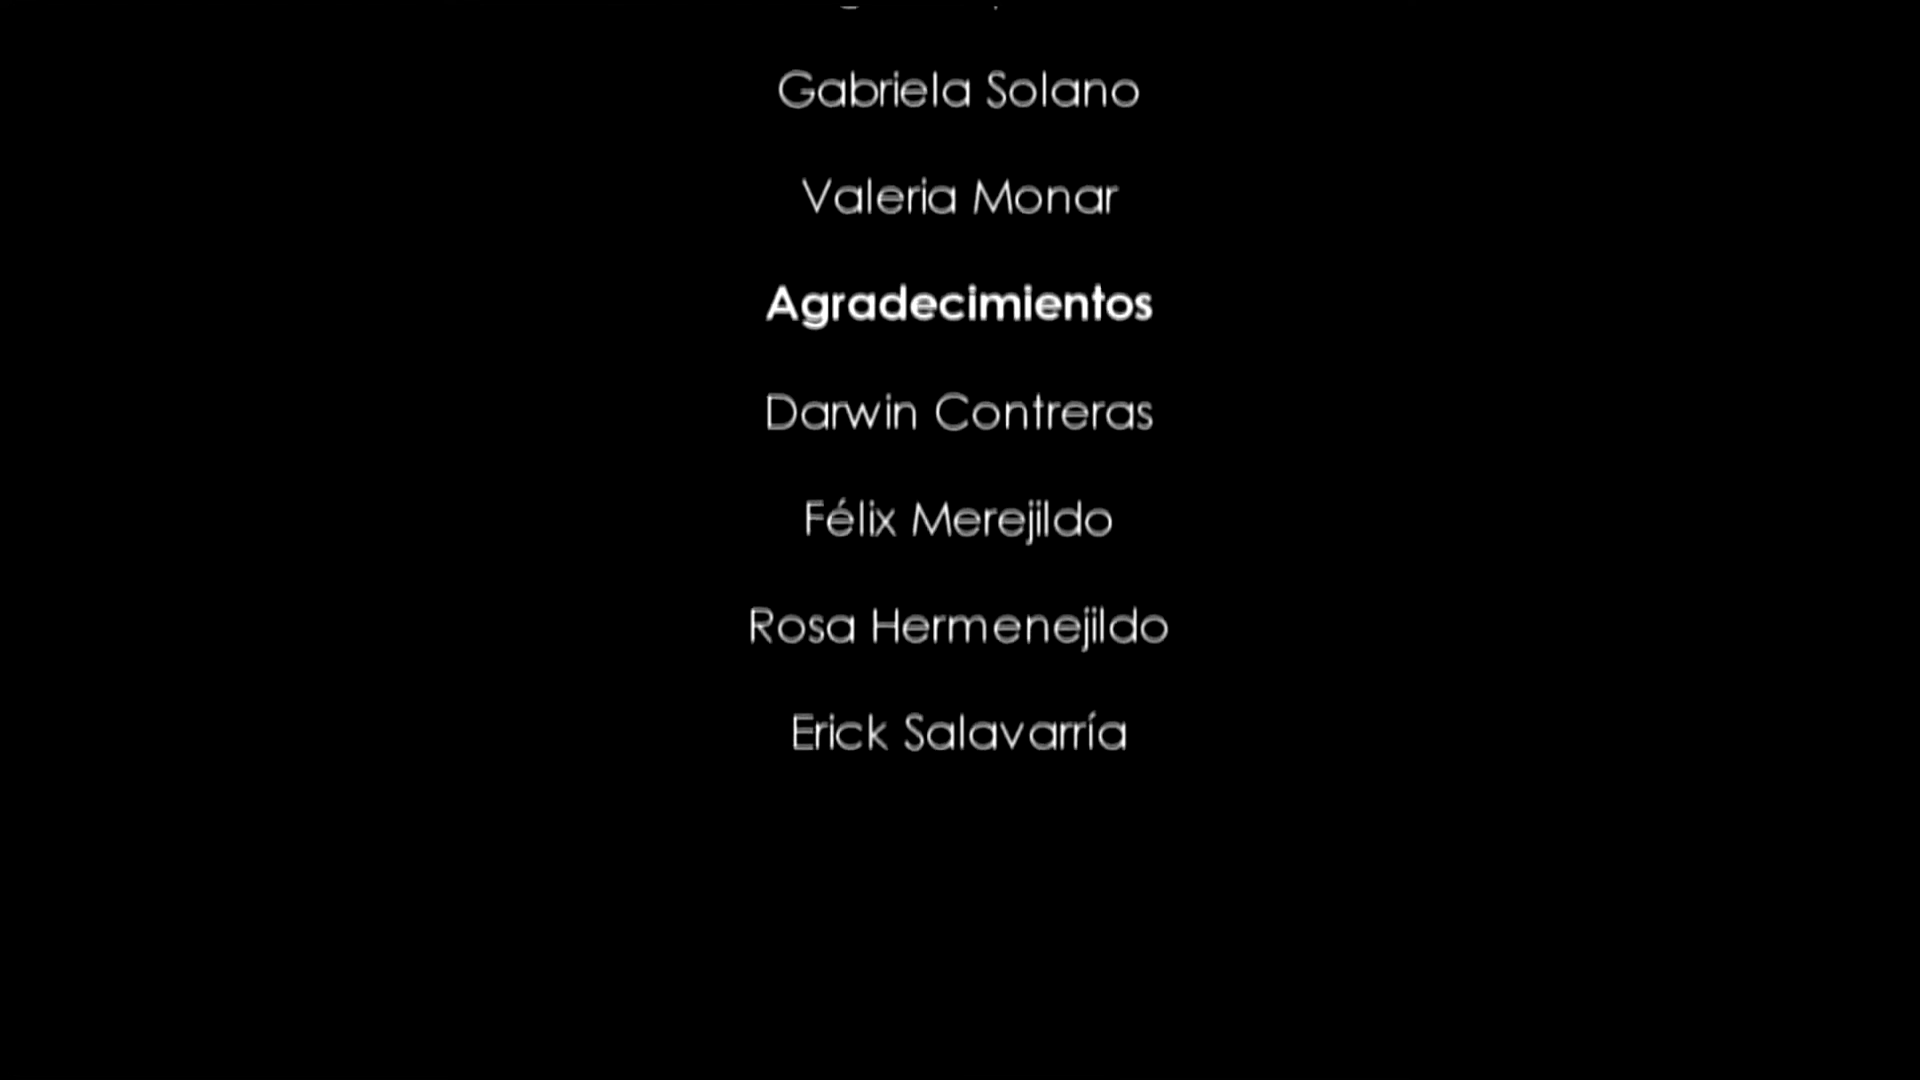 Gabriela Solano
Valeria Monar
Agradecimientos
Darwin Contreras
Félix Merejildo
Rosa Hermenejildo
Erick Salavarría